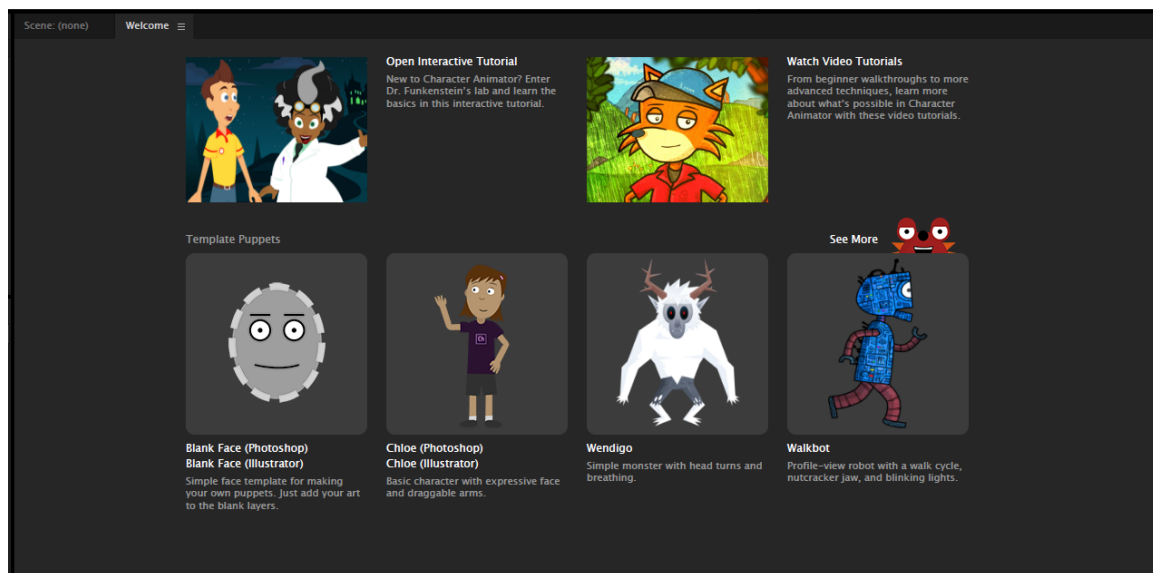 Scene: (none)
Welcome
Open Interactive Tutorial
New to Character Animator? Enter
Dr. Funkenstein's lab and learn the
basics in this interactive tutorial.
Watch Video Tutorials
From beginner walkthroughs to more
advanced techniques, learn more
about what's possible in Character
Animator with these video tutorials.
Template Puppets
See More
Ch
Blank Face (Photoshop)
Blank Face (Illustrator)
Simple face template for making
your own puppets. Just add your art
to the blank layers.
Chloe (Photoshop)
Chloe (Illustrator)
Basic character with expressive face
and draggable arms.
Wendigo
Simple monster with head turns and
breathing.
Walkbot
Profile-view robot with a walk cycle,
nutcracker jaw, and blinking lights.